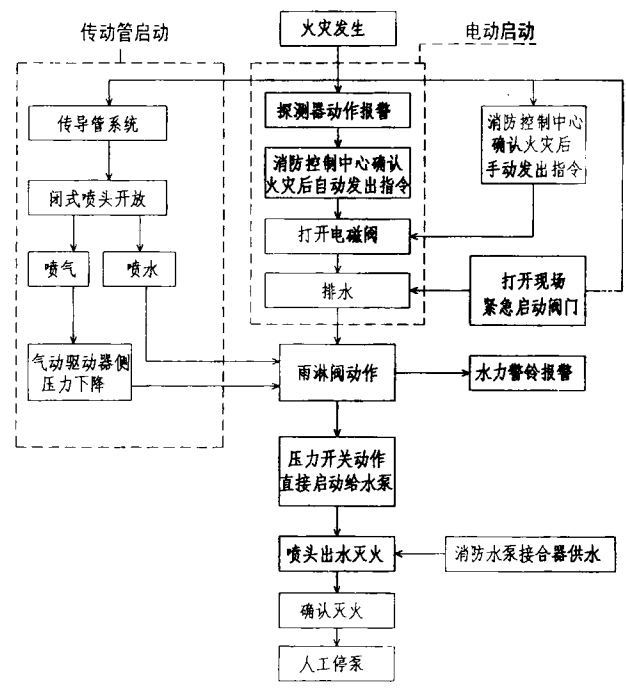 传动管启动
火灾发生
电动启动
传导管系统
探测器动作报警
消防控制中心
确认火灾后
手动发出指令
消防控制中心确认
火灾后自动发出指令
闭式喷头开放
打开电磁阀
喷气
喷水
排水
打开现场
紧急启动阀门
气动驱动器侧
压力下降
雨淋阀动作
水力警铃报警
压力开关动作
直接启动给水泵
喷头出水灭火
消防水泵接合器供水
确认灭火
人工停泵